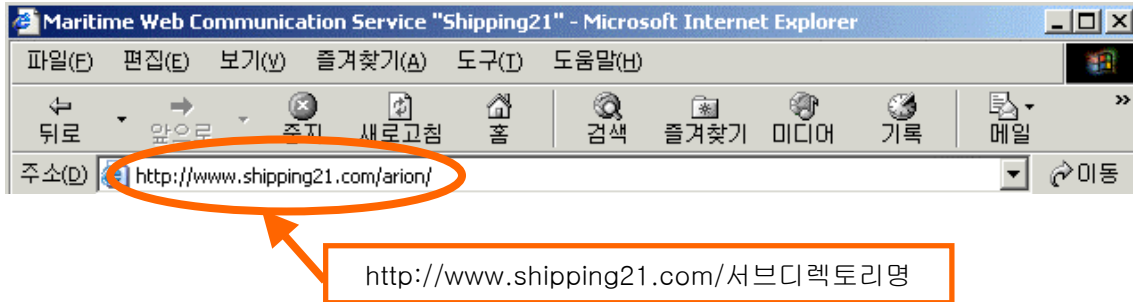 Maritime Web Communication Service "Shipping21" - Microsoft Internet Explorer
파일(F) 편집(E) 보기(V) 즐겨찾기(A) 도구(T) 도움말(H)
뒤로 앞으로 중지 새로고침 홈 검색 즐겨찾기 미디어 기록 메일 »
주소(D) http://www.shipping21.com/arion/ 이동
http://www.shipping21.com/서브디렉토리명